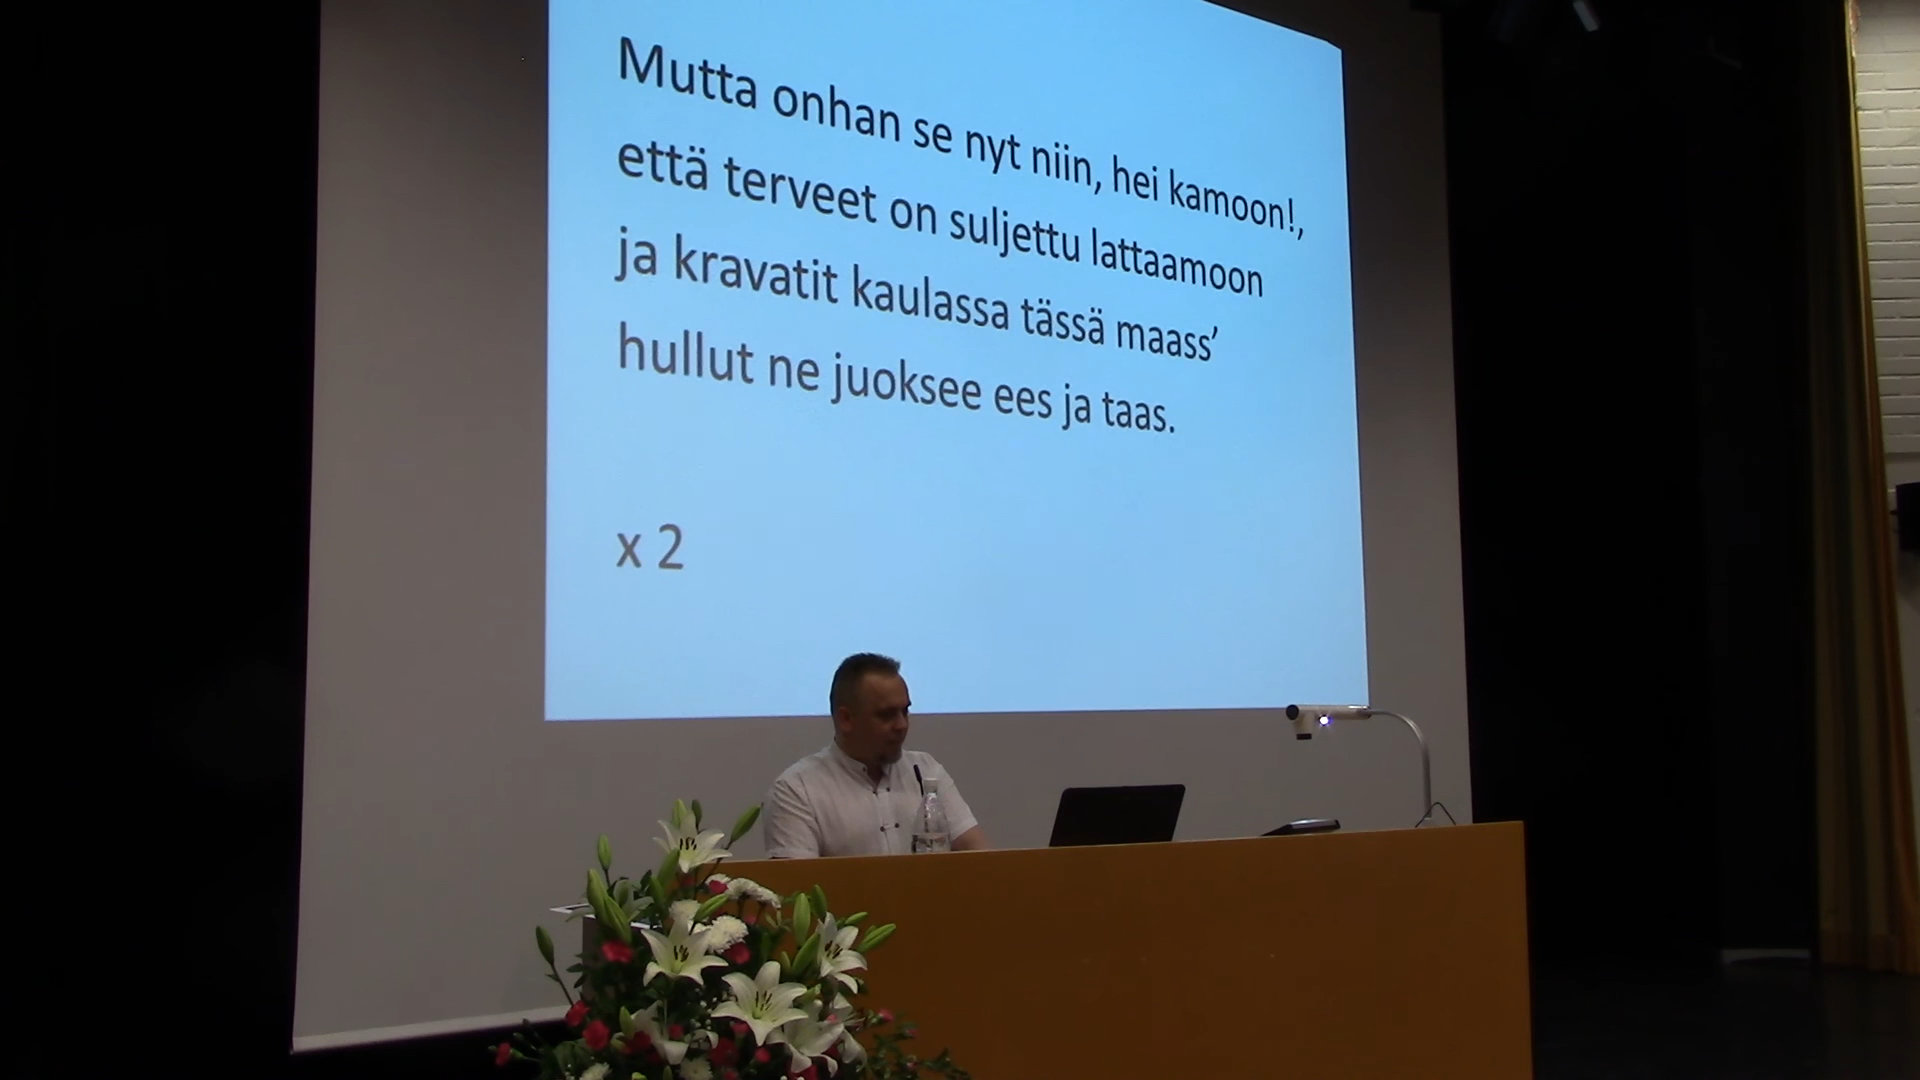 Mutta onhan se nyt niin, hei kamoon!,
että terveet on suljettu lattaamoon
ja kravatit kaulassa tässä maass’
hullut ne juoksee ees ja taas.
x 2